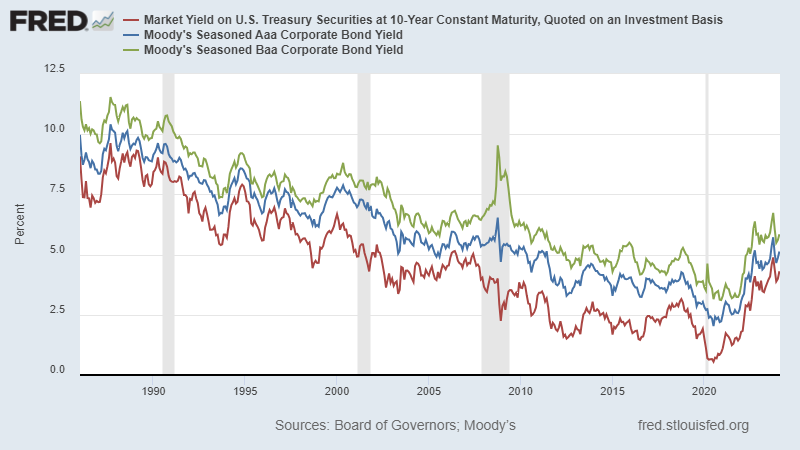 FRED
Market Yield on U.S. Treasury Securities at 10-Year Constant Maturity, Quoted on an Investment Basis
Moody's Seasoned Aaa Corporate Bond Yield
Moody's Seasoned Baa Corporate Bond Yield
12.5
10.0
7.5
5.0
2.5
0.0
Percent
1990 1995 2000 2005 2010 2015 2020
Sources: Board of Governors; Moody’s
fred.stlouisfed.org